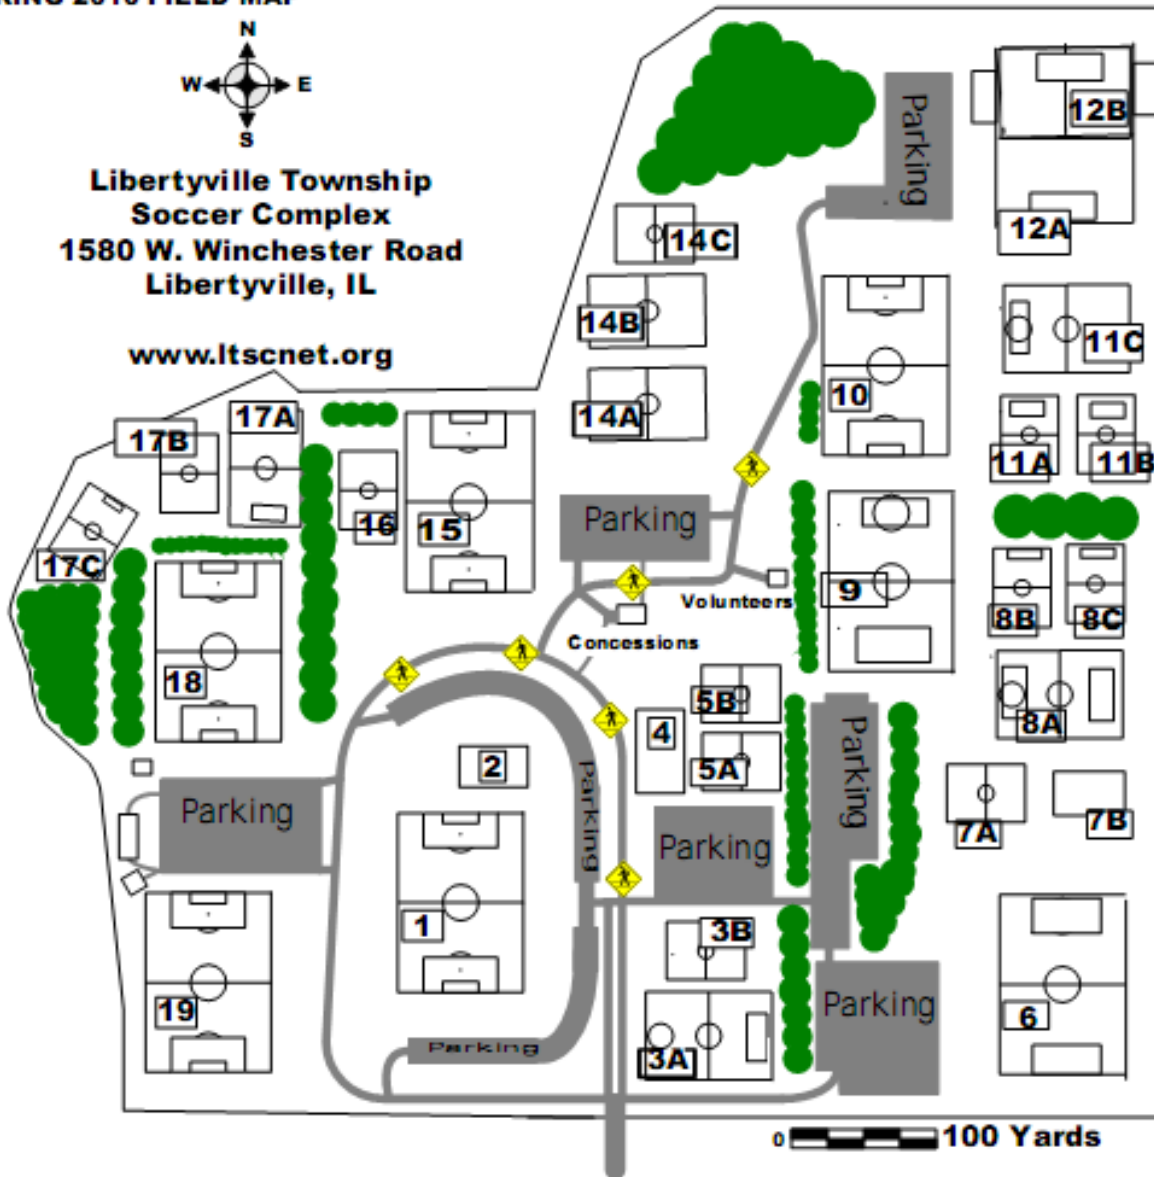 N
W E
S
Libertyville Township
Soccer Complex
1580 W. Winchester Road
Libertyville, IL
www.ltscnet.org
Parking
12B
12A
14C
14B
14A
10
11C
11A
11B
17B
17A
17C
16
15
Parking
9
Volunteers
Concessions
8B
8C
8A
18
5B
4
5A
2
Parking
Parking
Parking
Parking
7A
7B
1
3B
19
3A
Parking
Parking
6
0 100 Yards